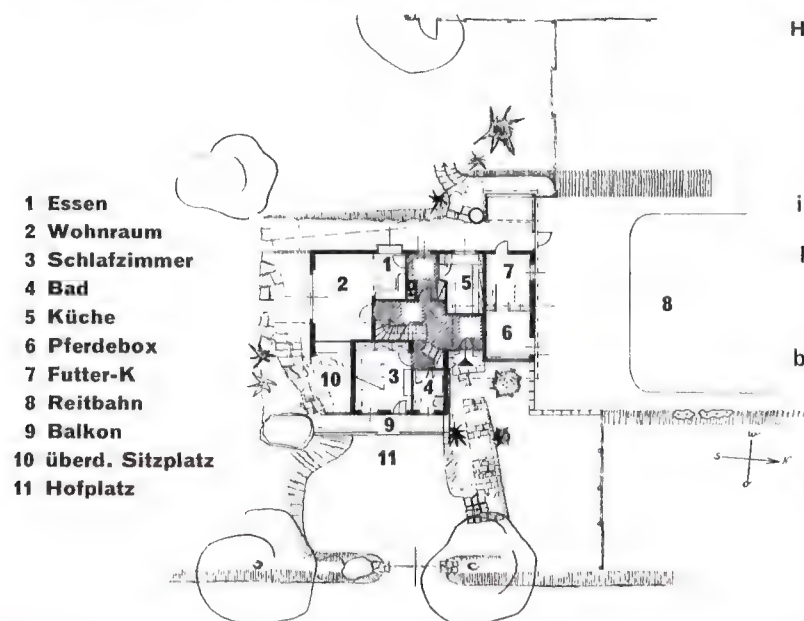 1 Essen
2 Wohnraum
3 Schlafzimmer
4 Bad
5 Küche
6 Pferdebox
7 Futter-K
8 Reitbahn
9 Balkon
10 überd. Sitzplatz
11 Hofplatz
1
2
5
7
8
6
3
10
4
9
11
H
i
b
W
S
N
O